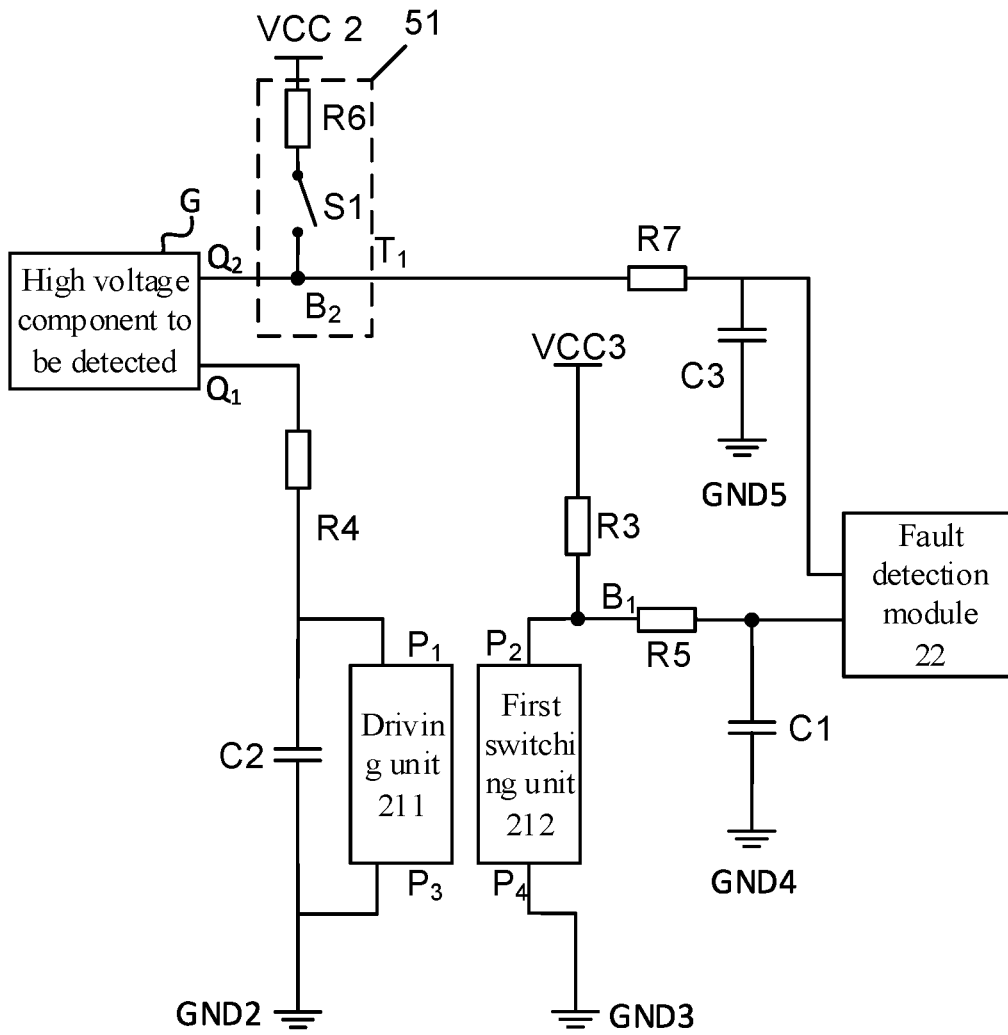 VCC 2
51
R6
G
S1
Q2
T1
R7
High voltage
component to
be detected
B2
VCC3
C3
Q1
GND5
R4
R3
Fault
detection
module
22
B1
P1
P2
R5
Drivin
g unit
211
First
switchi
ng unit
212
C2
C1
P3
P4
GND4
GND2
GND3